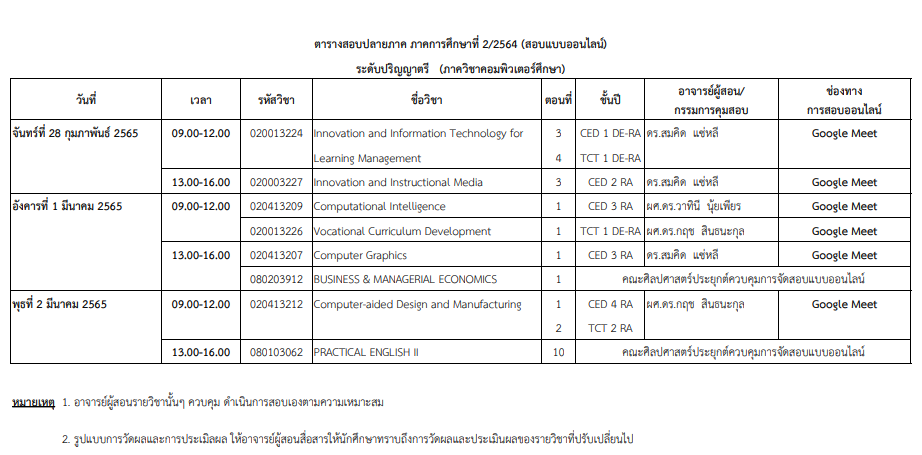 ตารางสอบปลายภาค ภาคการศึกษาที่ 2/2564 (สอบแบบออนไลน์)
ระดับปริญญาตรี (ภาควิชาคอมพิวเตอร์ศึกษา)
วันที่ เวลา รหัสวิชา ชื่อวิชา ตอนที่ ชั้นปี อาจารย์ผู้สอน/ กรรมการคุมสอบ ช่องทาง การสอบออนไลน์
จันทร์ที่ 28 กุมภาพันธ์ 2565 09.00-12.00 020013224 Innovation and Information Technology for 3 CED 1 DE-RA ดร.สมคิด แซ่หลี Google Meet
Learning Management 4 TCT 1 DE-RA
13.00-16.00 020003227 Innovation and Instructional Media 3 CED 2 RA ดร.สมคิด แซ่หลี Google Meet
อังคารที่ 1 มีนาคม 2565 09.00-12.00 020413209 Computational Intelligence 1 CED 3 RA ผศ.ดร.วาทินี นุ้ยเพียร Google Meet
020013226 Vocational Curriculum Development 1 TCT 1 DE-RA ผศ.ดร.กฤช สินธนะกุล Google Meet
13.00-16.00 020413207 Computer Graphics 1 CED 3 RA ดร.สมคิด แซ่หลี Google Meet
080203912 BUSINESS & MANAGERIAL ECONOMICS 1 คณะศิลปศาสตร์ประยุกต์ควบคุมการจัดสอบแบบออนไลน์
พุธที่ 2 มีนาคม 2565 09.00-12.00 020413212 Computer-aided Design and Manufacturing 1 CED 4 RA ผศ.ดร.กฤช สินธนะกุล Google Meet
2 TCT 2 RA
13.00-16.00 080103062 PRACTICAL ENGLISH II 10 คณะศิลปศาสตร์ประยุกต์ควบคุมการจัดสอบแบบออนไลน์
หมายเหตุ 1. อาจารย์ผู้สอนรายวิชานั้นๆ ควบคุม ดำเนินการสอบเองตามความเหมาะสม
2. รูปแบบการวัดผลและการประเมิลผล ให้อาจารย์ผู้สอนสื่อสารให้นักศึกษาทราบถึงการวัดผลและประเมินผลของรายวิชาที่ปรับเปลี่ยนไป